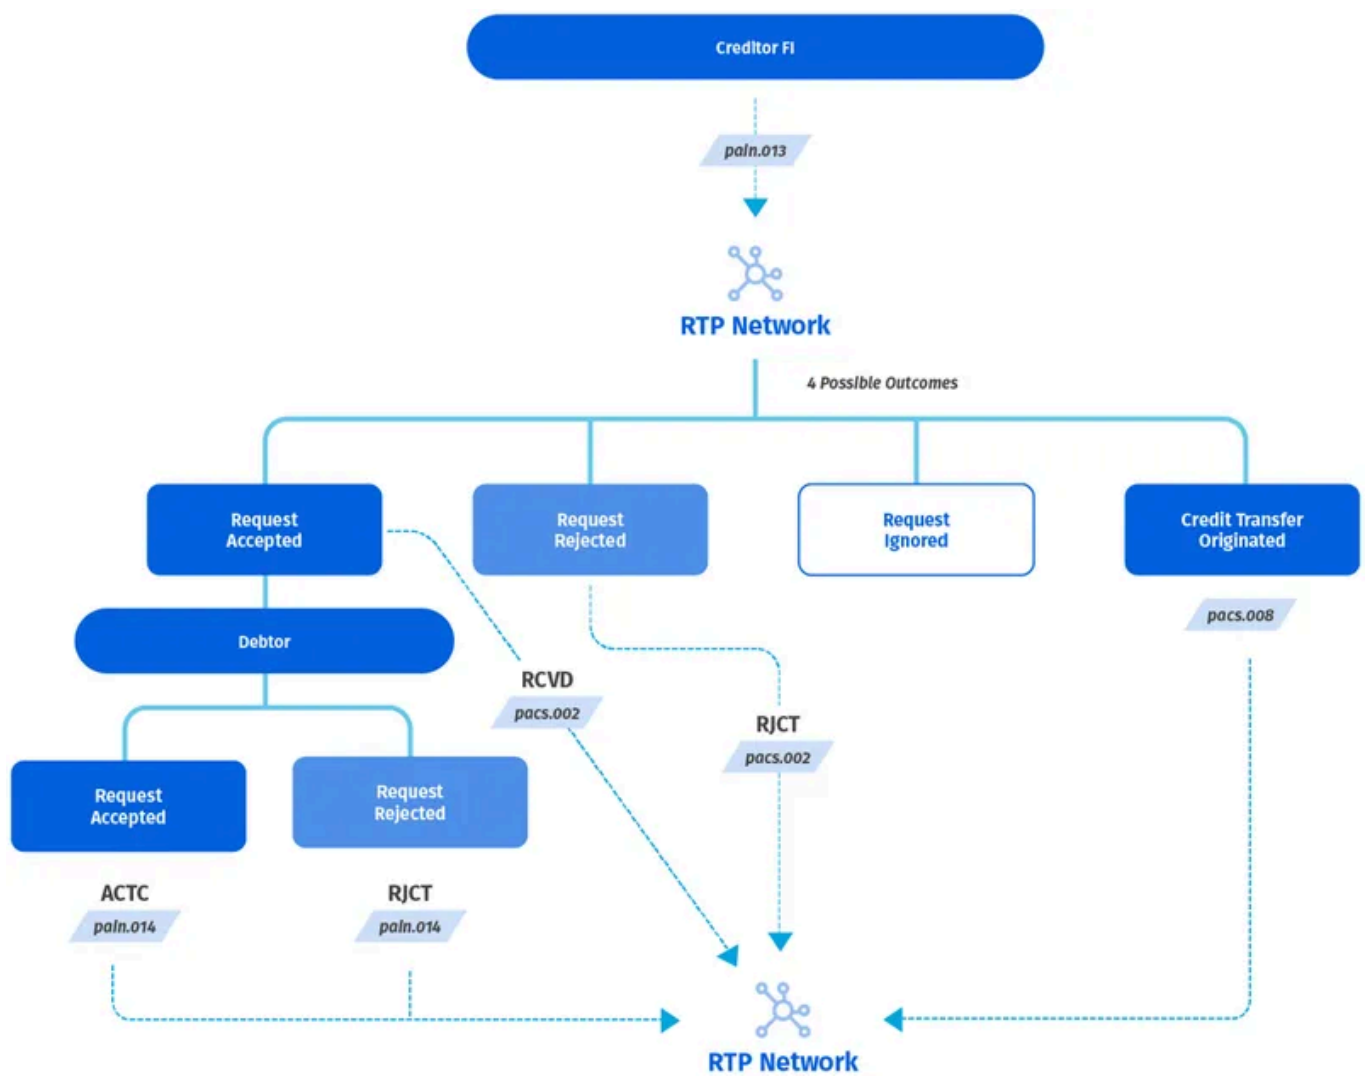 Creditor FI
pain.013
RTP Network
4 Possible Outcomes
Request
Accepted
Request
Rejected
Request
Ignored
Credit Transfer
Originated
pacs.008
Debtor
RCVD
pacs.002
RJCT
pacs.002
Request
Accepted
Request
Rejected
ACTC
pain.014
RJCT
pain.014
RTP Network